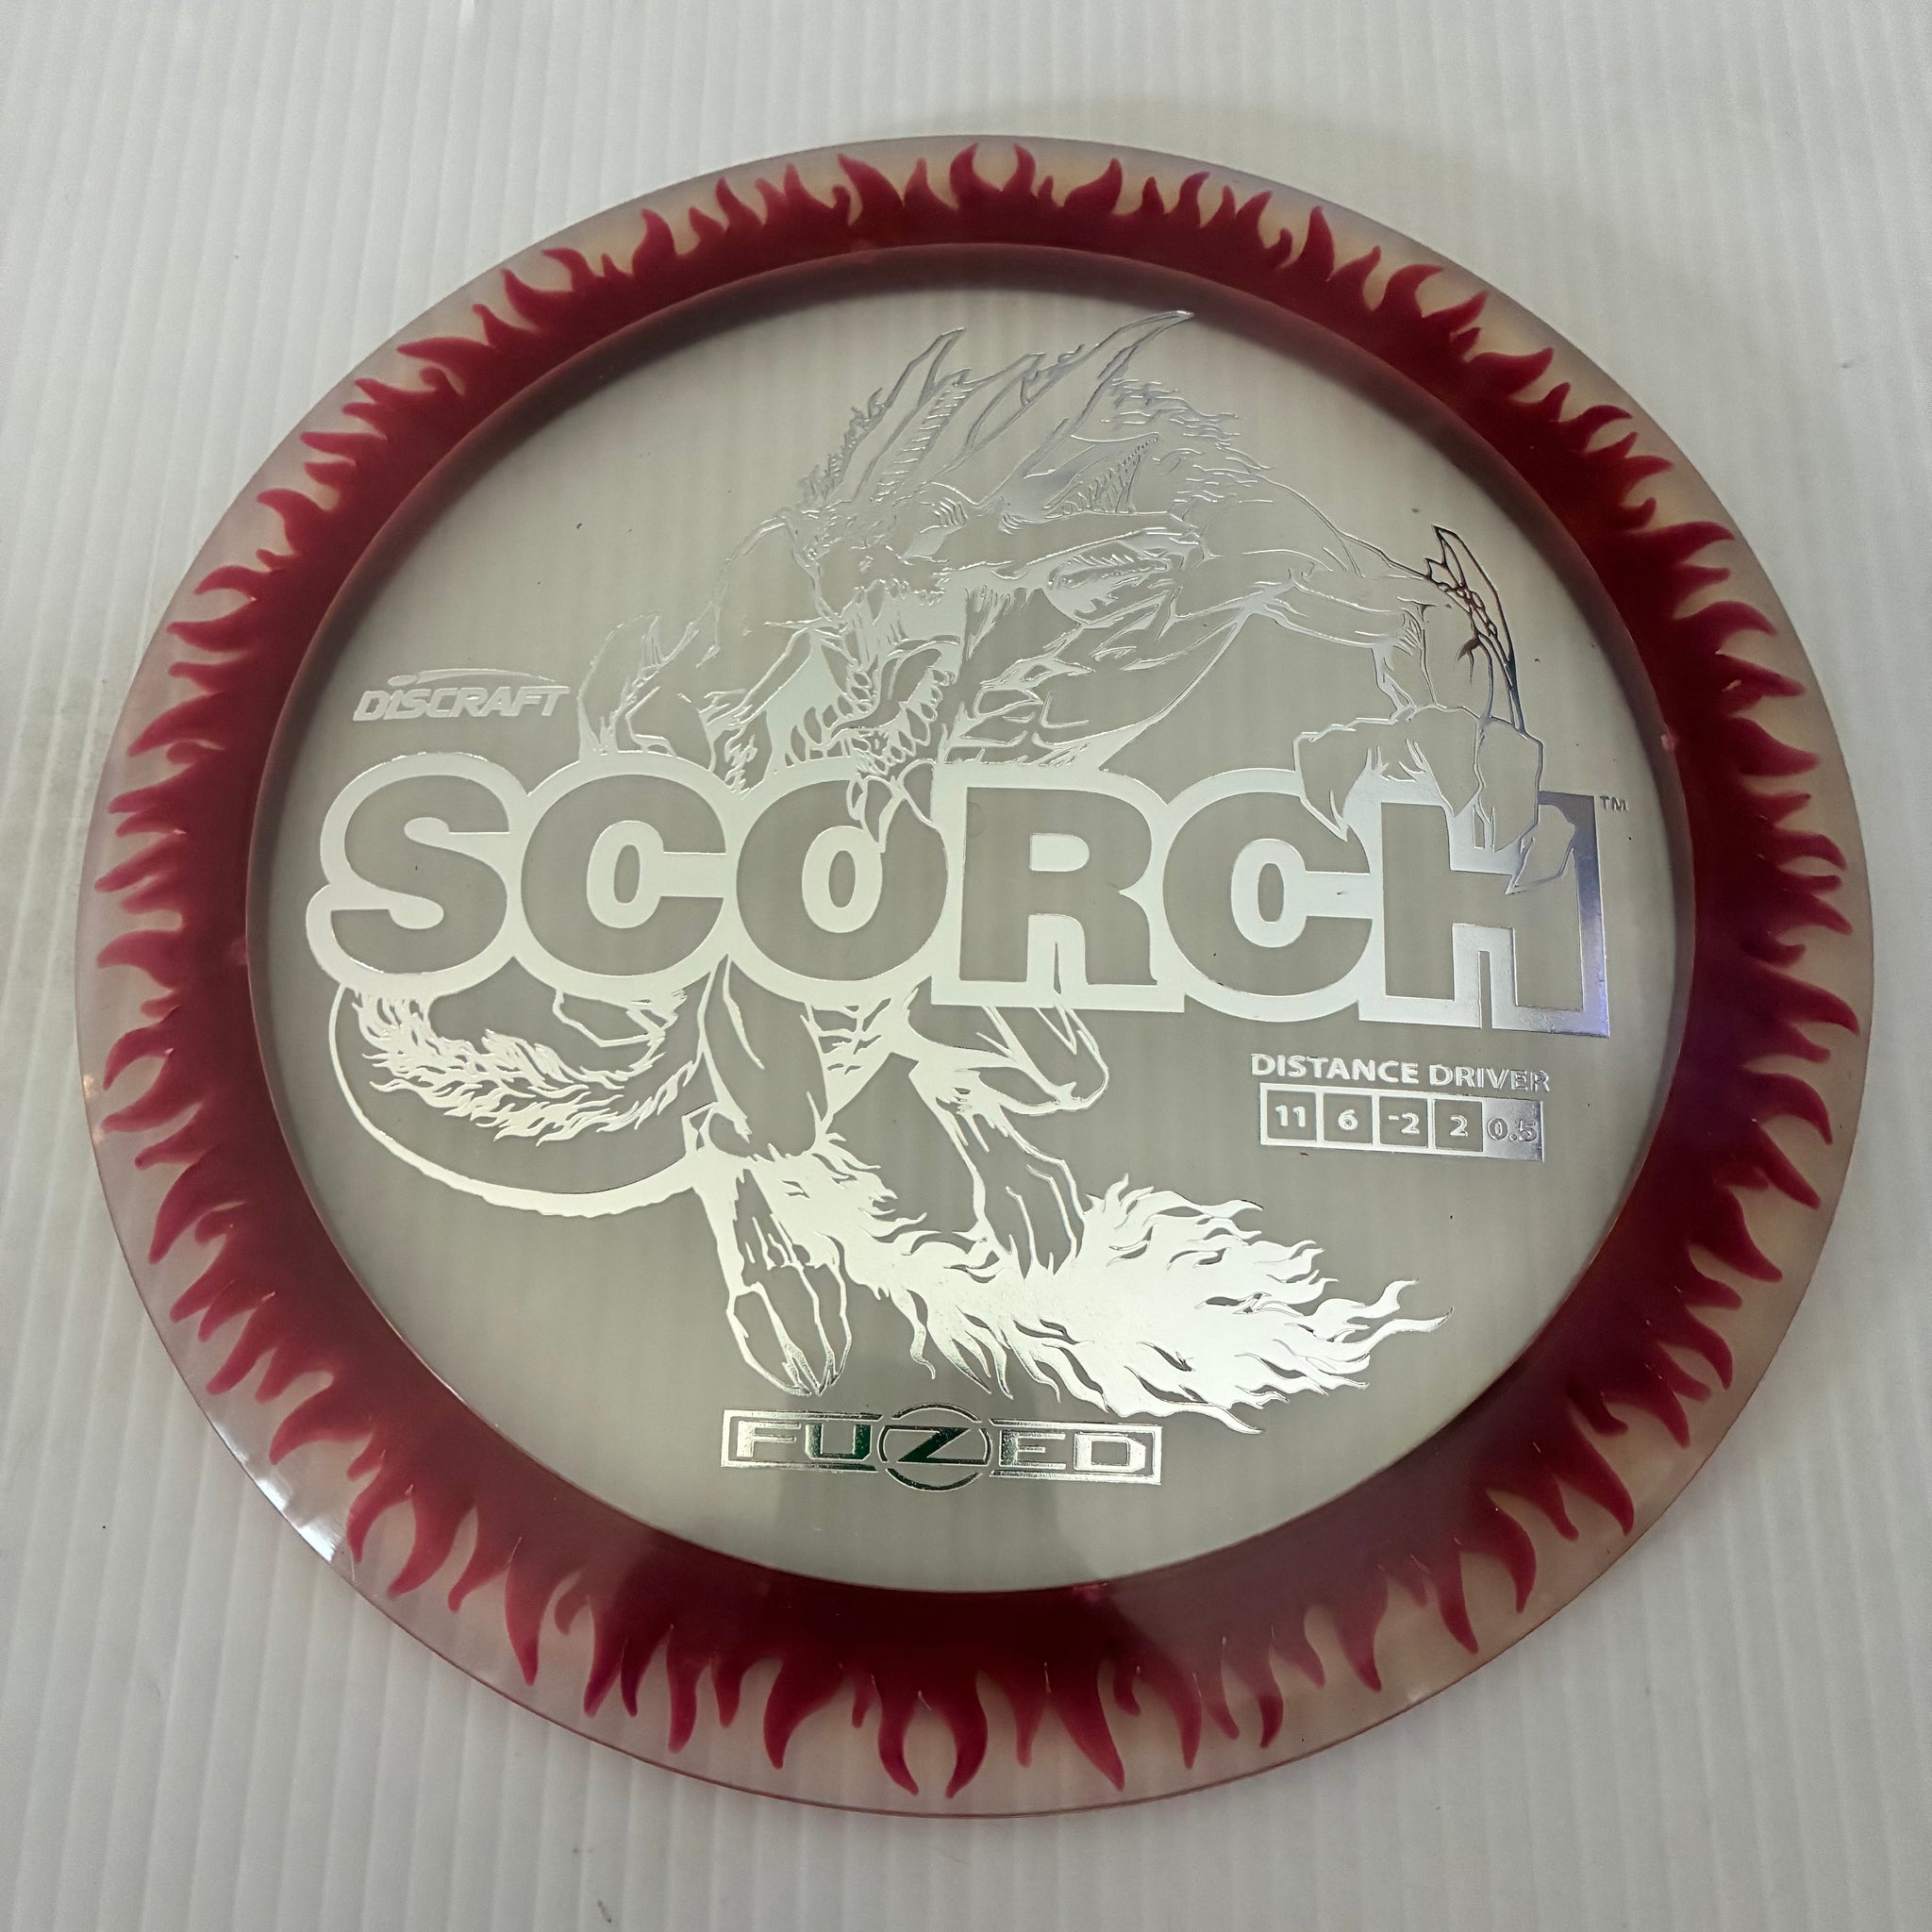 DISCRAFT
SCORCH™
DISTANCE DRIVER
11 6 -2 2 0.5
FUZED